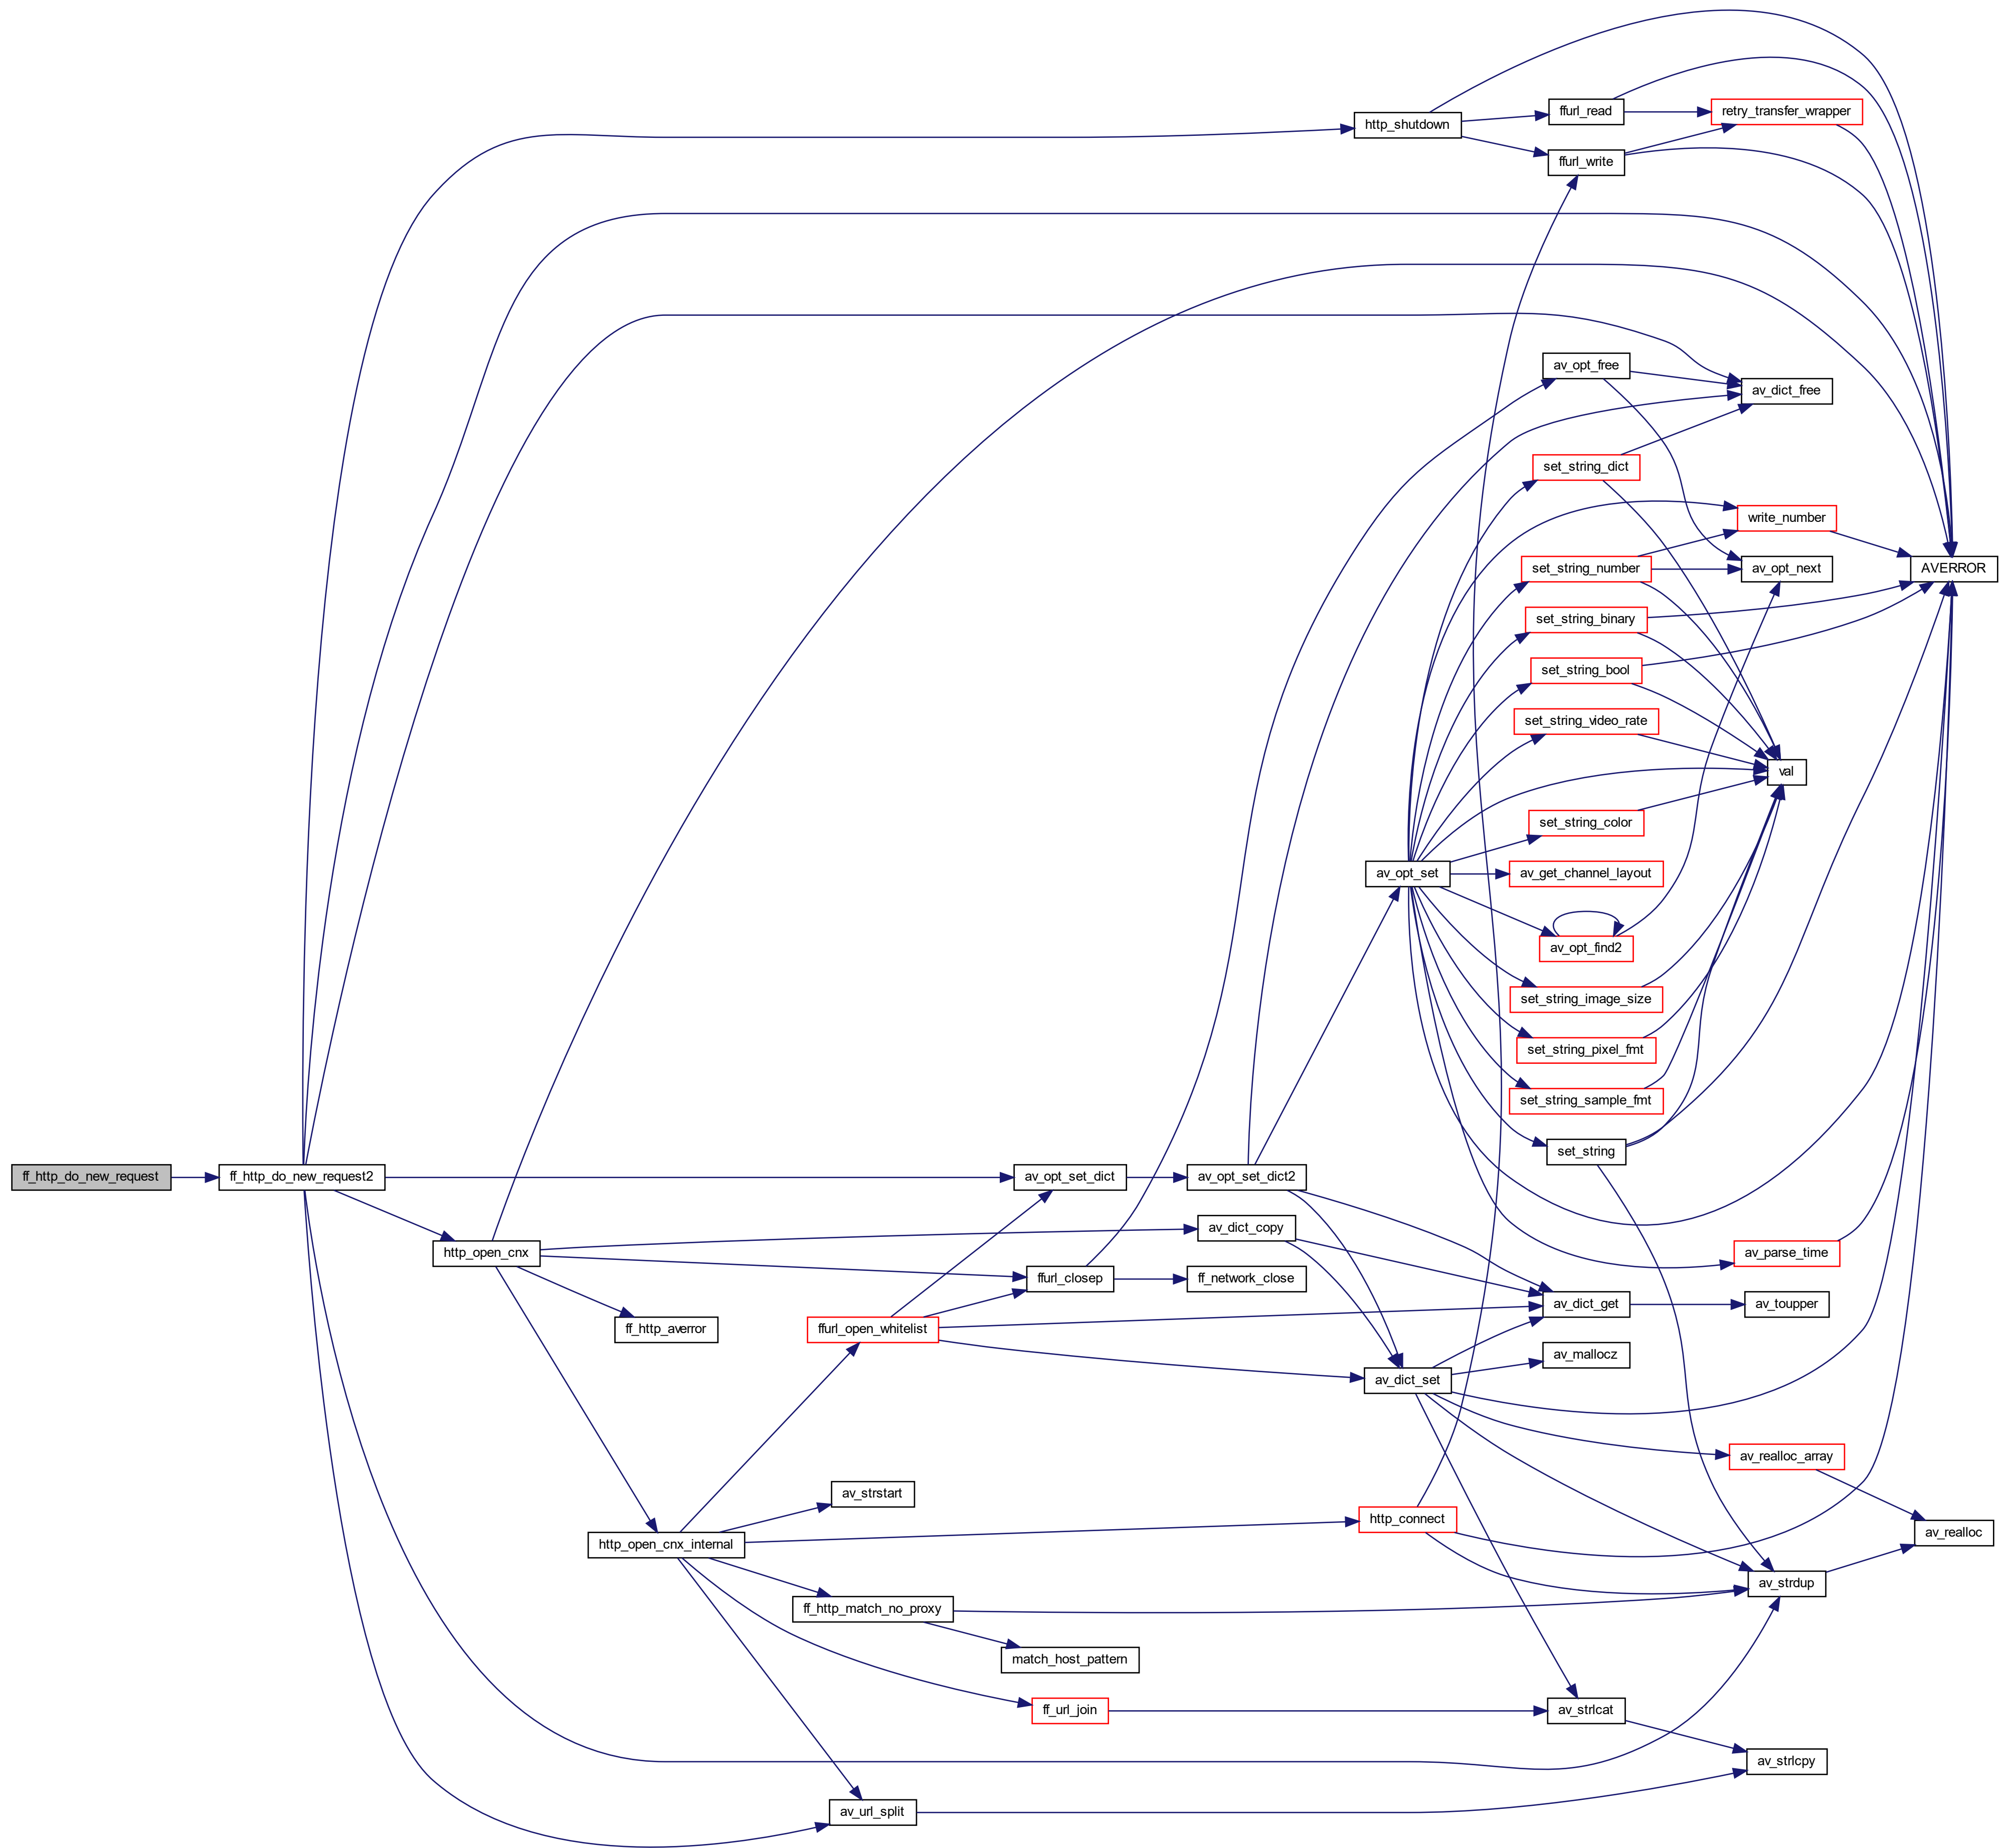 http_shutdown
ffurl_read
retry_transfer_wrapper
ffurl_write
av_opt_free
av_dict_free
set_string_dict
write_number
set_string_number
av_opt_next
AVERROR
set_string_binary
set_string_bool
set_string_video_rate
val
set_string_color
av_opt_set
av_get_channel_layout
av_opt_find2
set_string_image_size
set_string_pixel_fmt
set_string_sample_fmt
set_string
ff_http_do_new_request
ff_http_do_new_request2
av_opt_set_dict
av_opt_set_dict2
av_dict_copy
http_open_cnx
av_parse_time
ffurl_closep
ff_network_close
av_dict_get
av_toupper
ff_http_averror
ffurl_open_whitelist
av_mallocz
av_dict_set
av_realloc_array
av_strstart
http_connect
av_realloc
http_open_cnx_internal
av_strdup
ff_http_match_no_proxy
match_host_pattern
ff_url_join
av_strlcat
av_strlcpy
av_url_split